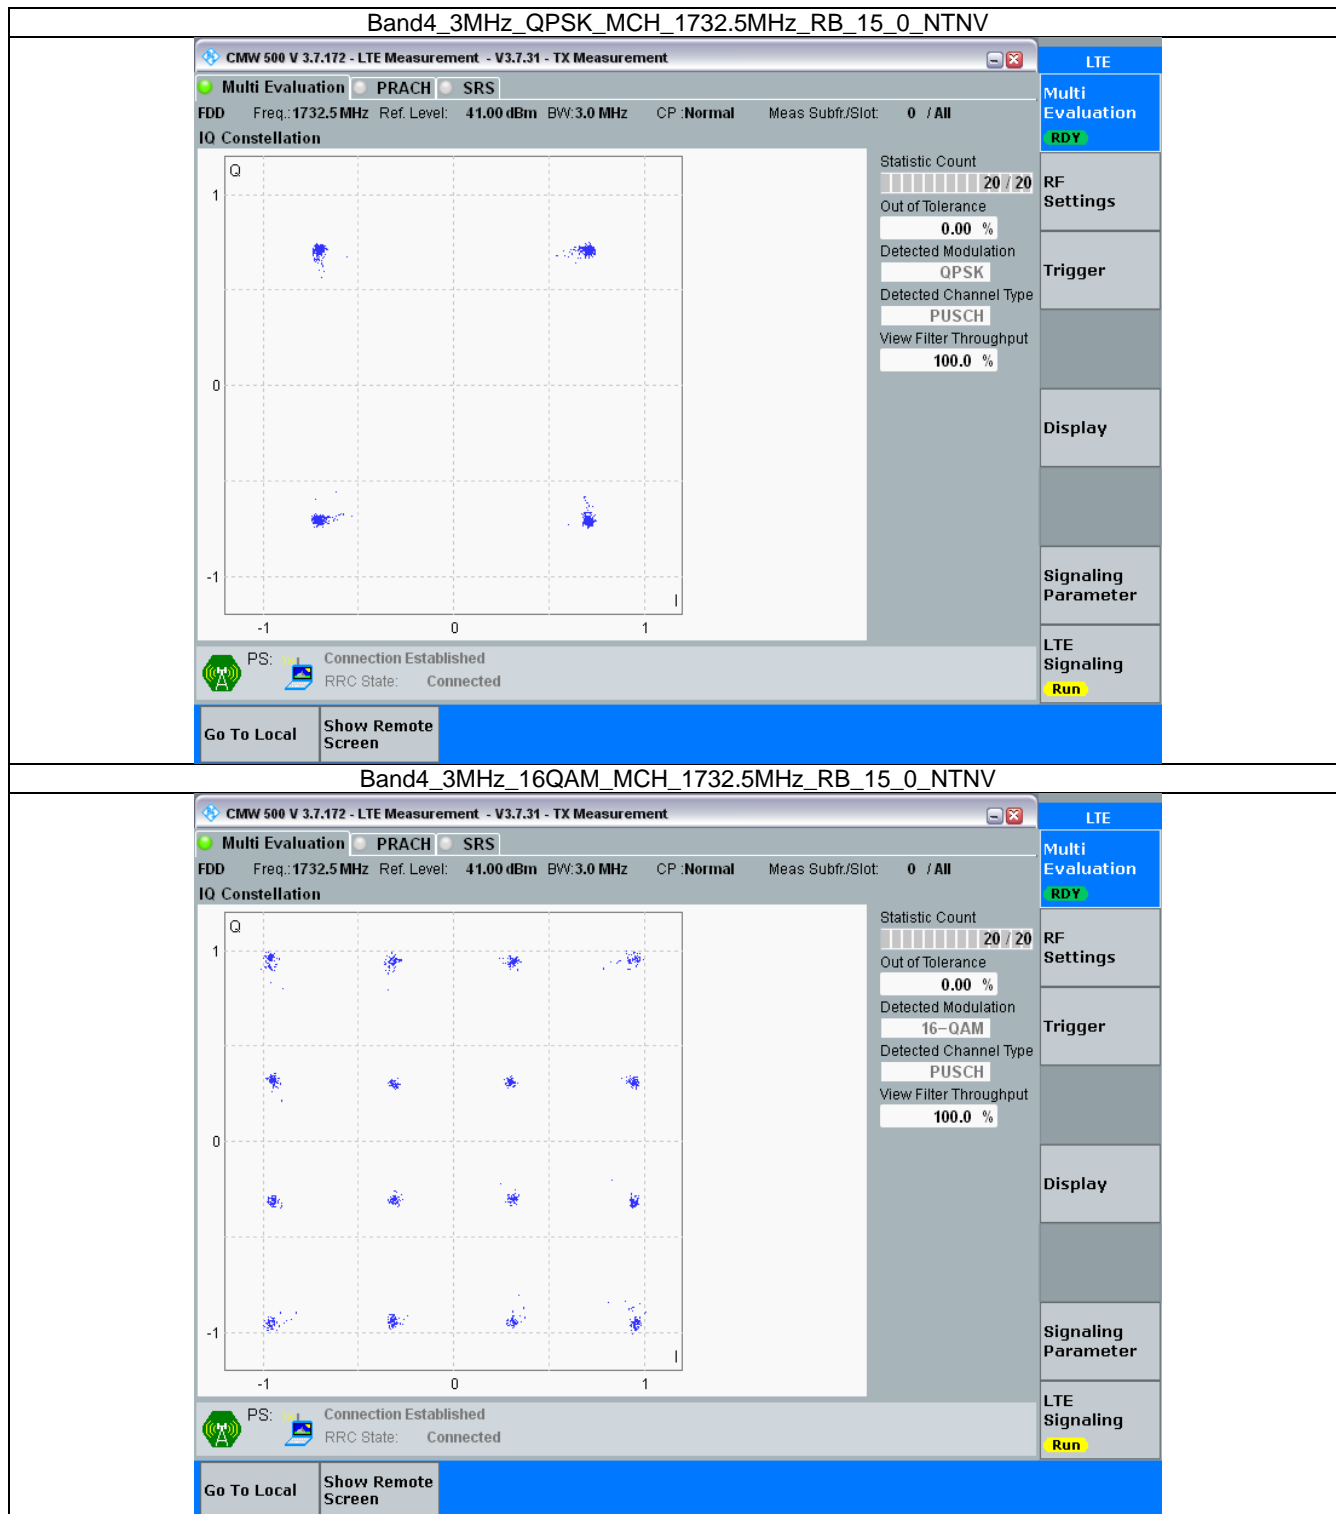 Band4_3MHz_QPSK_MCH_1732.5MHz_RB_15_0_NTNV
CMW 500 V 3.7.172 - LTE Measurement - V3.7.31 - TX Measurement
LTE
Multi Evaluation PRACH SRS
FDD Freq.: 1732.5 MHz Ref. Level: 41.00 dBm BW: 3.0 MHz CP : Normal Meas Subfr./Slot: 0 / All
IQ Constellation
Q
1
0
-1
-1 0 1
I
Statistic Count
20 / 20
Out of Tolerance
0.00 %
Detected Modulation
QPSK
Detected Channel Type
PUSCH
View Filter Throughput
100.0 %
Multi
Evaluation
RDY
RF
Settings
Trigger
Display
Signaling
Parameter
LTE
Signaling
Run
PS: Connection Established
RRC State: Connected
Go To Local
Show Remote
Screen
Band4_3MHz_16QAM_MCH_1732.5MHz_RB_15_0_NTNV
CMW 500 V 3.7.172 - LTE Measurement - V3.7.31 - TX Measurement
LTE
Multi Evaluation PRACH SRS
FDD Freq.: 1732.5 MHz Ref. Level: 41.00 dBm BW: 3.0 MHz CP : Normal Meas Subfr./Slot: 0 / All
IQ Constellation
Q
1
0
-1
-1 0 1
I
Statistic Count
20 / 20
Out of Tolerance
0.00 %
Detected Modulation
16-QAM
Detected Channel Type
PUSCH
View Filter Throughput
100.0 %
Multi
Evaluation
RDY
RF
Settings
Trigger
Display
Signaling
Parameter
LTE
Signaling
Run
PS: Connection Established
RRC State: Connected
Go To Local
Show Remote
Screen